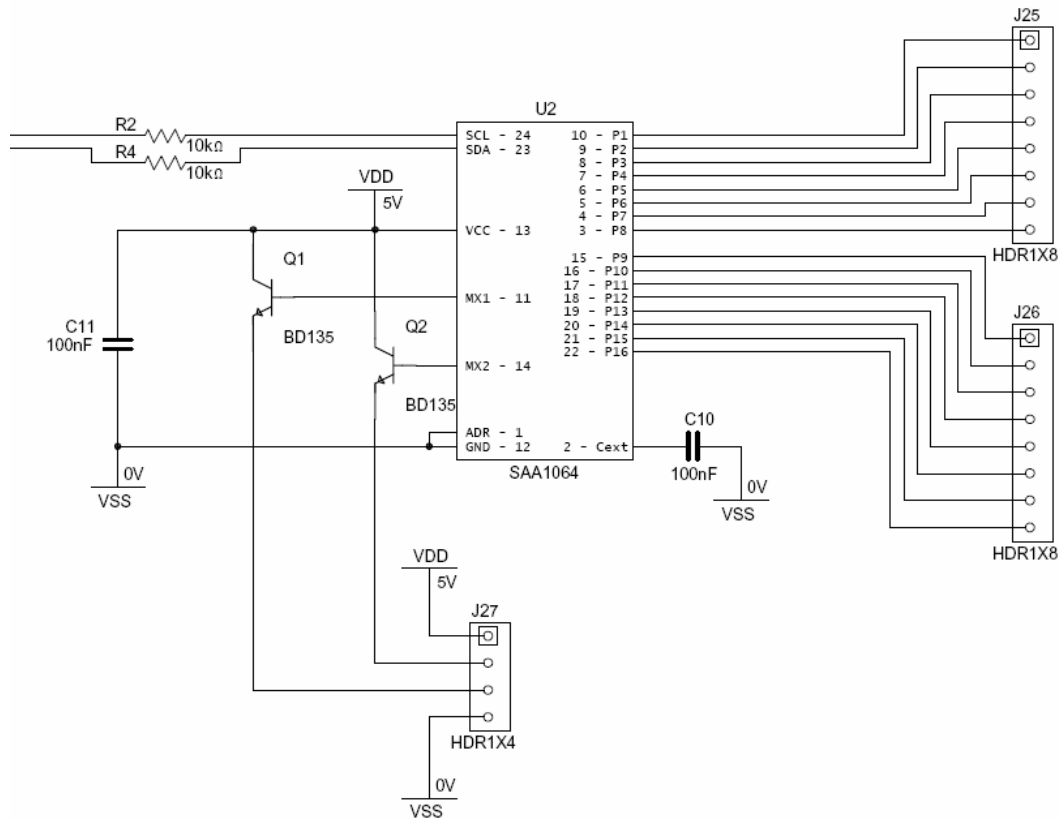 J25
HDR1X8
U2
R2
10kΩ
R4
10kΩ
SCL - 24
SDA - 23
VCC - 13
MX1 - 11
MX2 - 14
ADR - 1
GND - 12
10 - P1
9 - P2
8 - P3
7 - P4
6 - P5
5 - P6
4 - P7
3 - P8
15 - P9
16 - P10
17 - P11
18 - P12
19 - P13
20 - P14
21 - P15
22 - P16
2 - Cext
SAA1064
VDD
5V
Q1
BD135
Q2
BD135
C11
100nF
0V
VSS
C10
100nF
0V
VSS
J26
HDR1X8
VDD
5V
J27
HDR1X4
0V
VSS